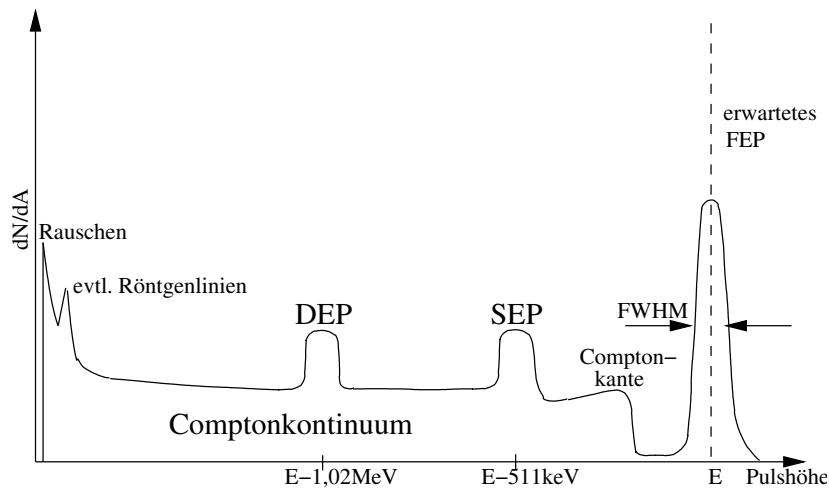 erwartetes
FEP
dN/dA
Rauschen
evtl. Röntgenlinien
DEP
SEP
FWHM
Compton−
kante
Comptonkontinuum
E−1,02MeV
E−511keV
E
Pulshöhe